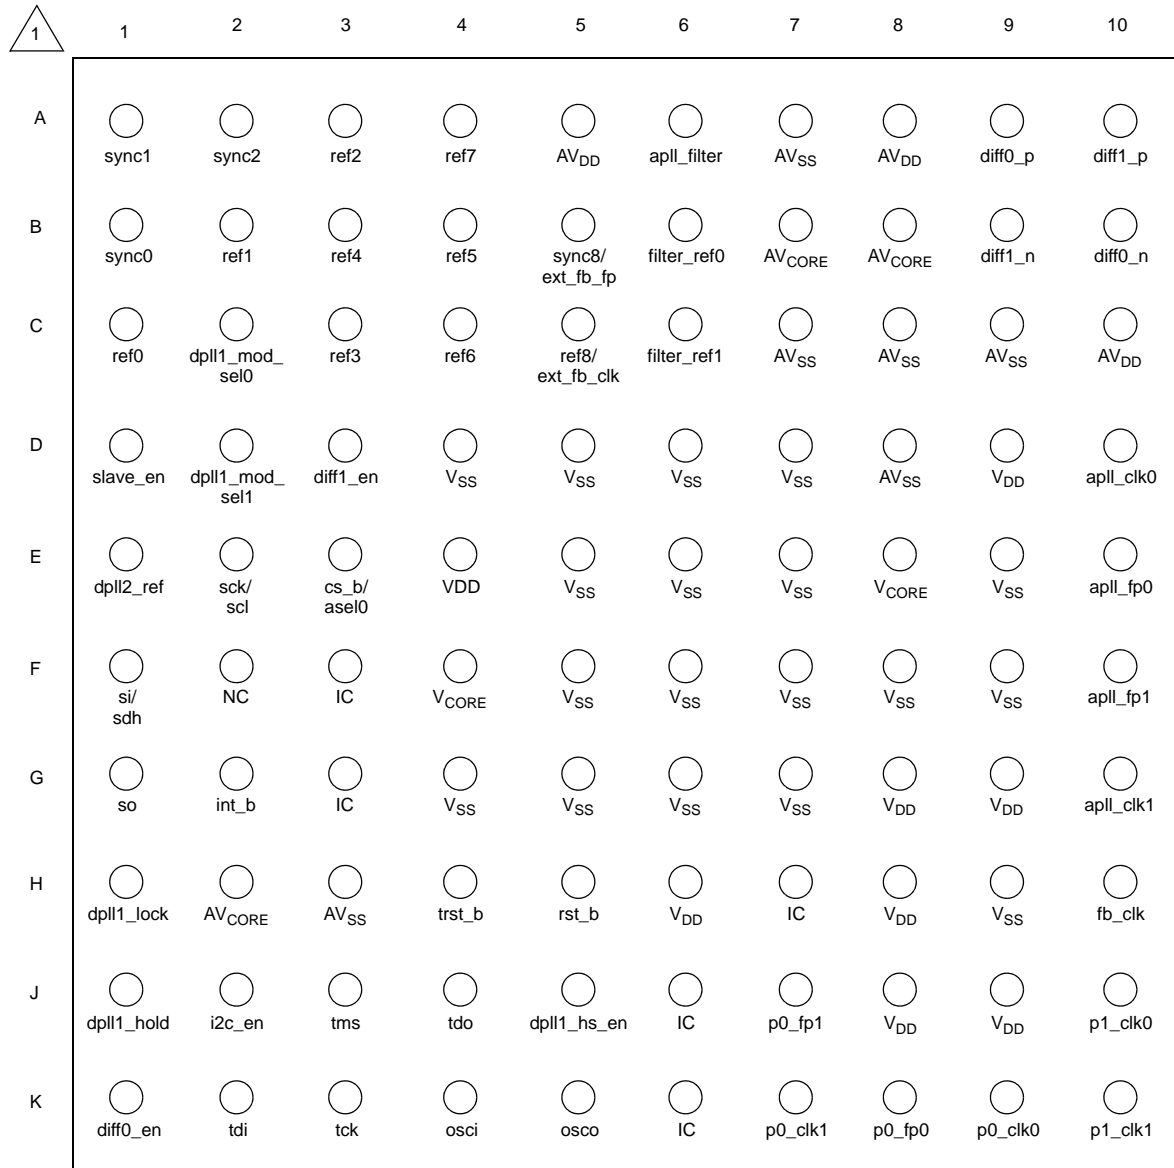 1 1 2 3 4 5 6 7 8 9 10
A
sync1 sync2 ref2 ref7 AVDD apll_filter AVSS AVDD diff0_p diff1_p
B
sync0 ref1 ref4 ref5 sync8/ filter_ref0 AVCORE AVCORE diff1_n diff0_n
ext_fb_fp
C
ref0 dpll1_mod_ ref3 ref6 ref8/ filter_ref1 AVSS AVSS AVSS AVDD
sel0 ext_fb_clk
D
slave_en dpll1_mod_ diff1_en VSS VSS VSS VSS AVSS VDD apll_clk0
sel1
E
dpll2_ref sck/ cs_b/ VDD VSS VSS VSS VCORE VSS apll_fp0
scl asel0
F
si/ NC IC VCORE VSS VSS VSS VSS VSS apll_fp1
sdh
G
so int_b IC VSS VSS VSS VSS VDD VDD apll_clk1
H
dpll1_lock AVCORE AVSS trst_b rst_b VDD IC VDD VSS fb_clk
J
dpll1_hold i2c_en tms tdo dpll1_hs_en IC p0_fp1 VDD VDD p1_clk0
K
diff0_en tdi tck osci osco IC p0_clk1 p0_fp0 p0_clk0 p1_clk1